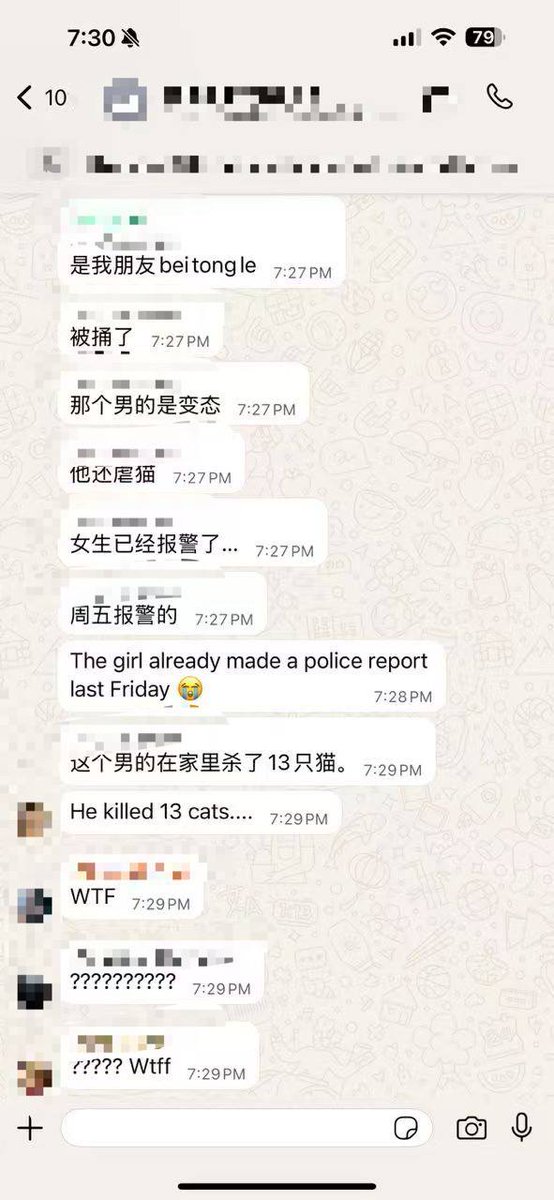 7:30
79
10
是我朋友bei tong le
7:27 PM
被捅了
7:27 PM
那个男的是变态
7:27 PM
他还虐猫
7:27 PM
女生已经报警了...
7:27 PM
周五报警的
7:27 PM
The girl already made a police report
last Friday 😭
7:28 PM
这个男的在家里杀了13只猫。
7:29 PM
He killed 13 cats....
7:29 PM
WTF
7:29 PM
??????????
7:29 PM
????? Wtff
7:29 PM